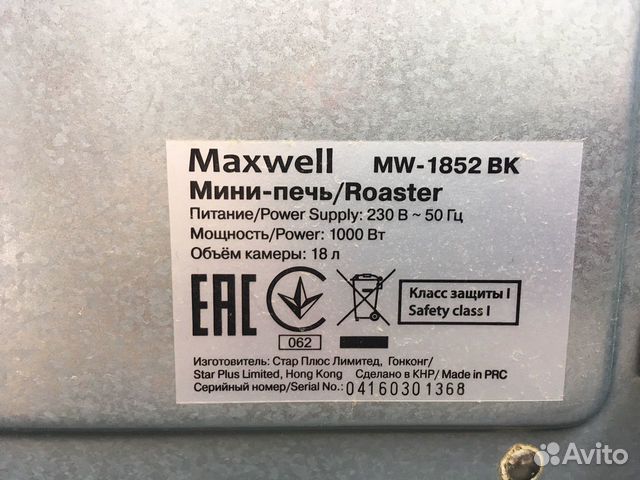 Maxwell MW-1852 BK
Мини-печь/Roaster
Питание/Power Supply: 230 В ~ 50 Гц
Мощность/Power: 1000 Вт
Объём камеры: 18 л
EAC
062
Класс защиты I
Safety class I
Изготовитель: Стар Плюс Лимитед, Гонконг/
Star Plus Limited, Hong Kong Сделано в КНР/ Made in PRC
Серийный номер/Serial No.: 04160301368
Avito